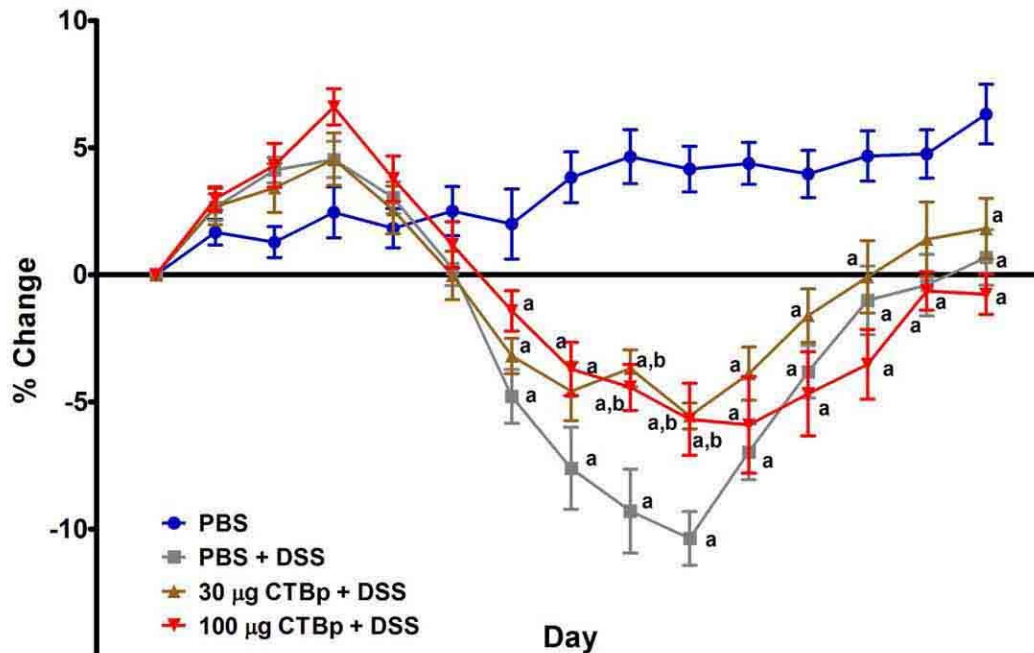 10
5
0
-5
-10
% Change
a
a
a
a
a
a
a
a,b
a,b
a
a,b
a,b
a
a
a
a
a
a
a
a
a
a
a
a
a
a
PBS
PBS + DSS
30 µg CTBp + DSS
100 µg CTBp + DSS
Day